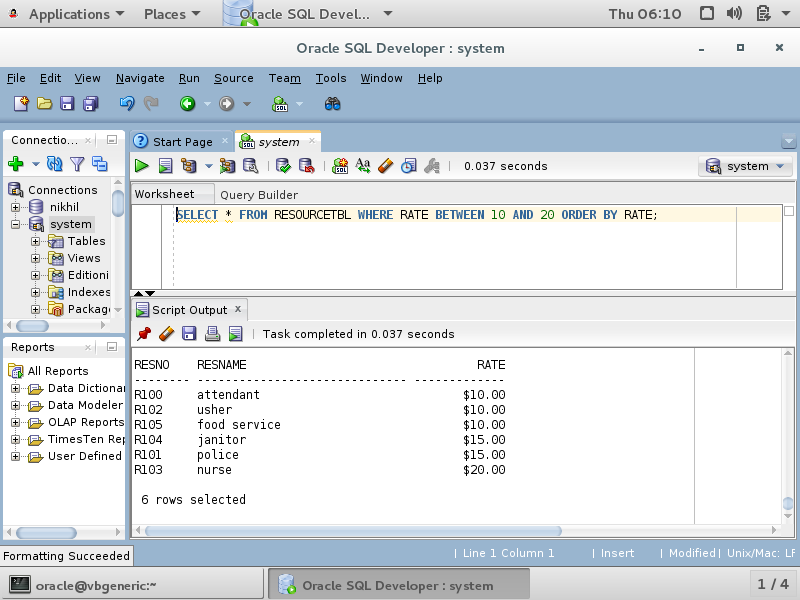 Applications Places Oracle SQL Devel... Thu 06:10
Oracle SQL Developer : system
File Edit View Navigate Run Source Team Tools Window Help
Connectio...
Connections
nikhil
system
Tables
Views
Editioni
Indexes
Packag
Reports
All Reports
Data Dictionar
Data Modeler
OLAP Reports
TimesTen Rep
User Defined
Start Page system
0.037 seconds system
Worksheet Query Builder
SELECT * FROM RESOURCETBL WHERE RATE BETWEEN 10 AND 20 ORDER BY RATE;
Script Output
Task completed in 0.037 seconds
RESNO RESNAME RATE
-------- ------------------------------ -------------
R100 attendant $10.00
R102 usher $10.00
R105 food service $10.00
R104 janitor $15.00
R101 police $15.00
R103 nurse $20.00
6 rows selected
Formatting Succeeded | Line 1 Column 1 | Insert | Modified | Unix/Mac: LF
oracle@vbgeneric:~ Oracle SQL Developer : system 1 / 4